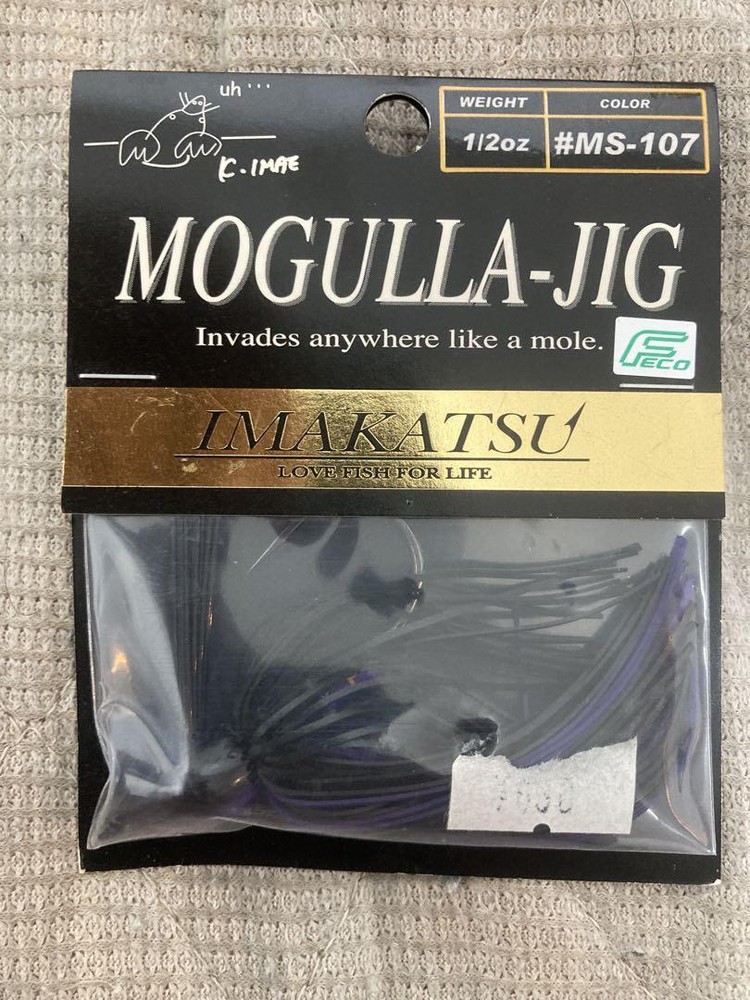 uh'''
K.IMAE
WEIGHT COLOR
1/2oz #MS-107
MOGULLA-JIG
Invades anywhere like a mole.
FECO
IMAKATSU
LOVE FISH FOR LIFE